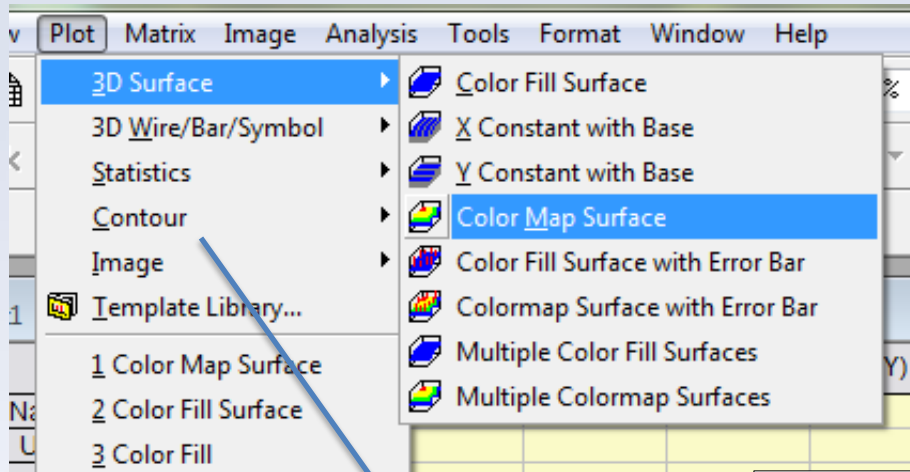 Plot Matrix Image Analysis Tools Format Window Help
3D Surface
3D Wire/Bar/Symbol
Statistics
Contour
Image
Template Library...
1 Color Map Surface
2 Color Fill Surface
3 Color Fill
Color Fill Surface
X Constant with Base
Y Constant with Base
Color Map Surface
Color Fill Surface with Error Bar
Colormap Surface with Error Bar
Multiple Color Fill Surfaces
Multiple Colormap Surfaces
%
Y)